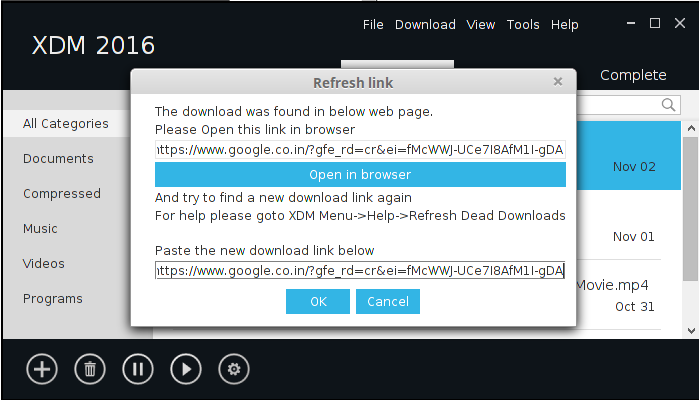 File Download View Tools Help
XDM 2016
Complete
Refresh link
The download was found in below web page.
Please Open this link in browser
https://www.google.co.in/?gfe_rd=cr&ei=fMcWWJ-UCe7I8AfM1I-gDA
Open in browser
And try to find a new download link again
For help please goto XDM Menu->Help->Refresh Dead Downloads
Paste the new download link below
https://www.google.co.in/?gfe_rd=cr&ei=fMcWWJ-UCe7I8AfM1I-gDA
OK Cancel
All Categories
Documents
Compressed
Music
Videos
Programs
Nov 02
Nov 01
Movie.mp4
Oct 31